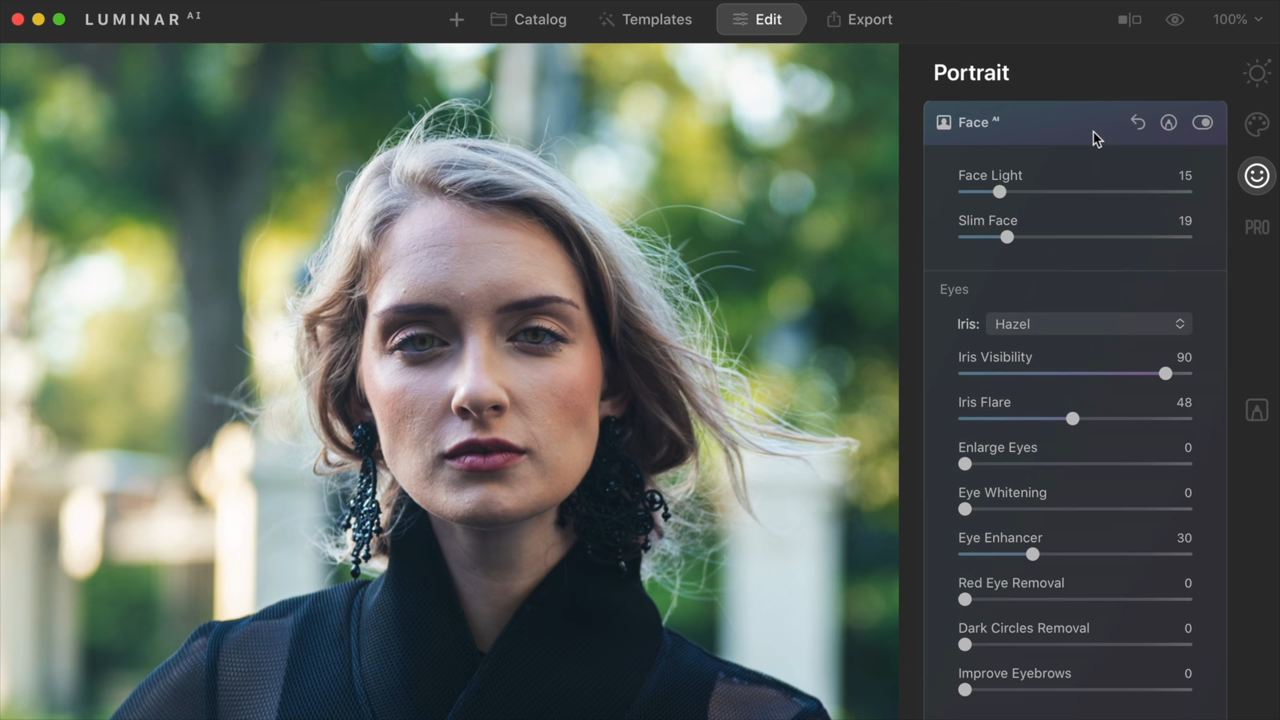 LUMINAR AI
Catalog
Templates
Edit
Export
100%
Portrait
Face AI
Face Light 15
Slim Face 19
Eyes
Iris: Hazel
Iris Visibility 90
Iris Flare 48
Enlarge Eyes 0
Eye Whitening 0
Eye Enhancer 30
Red Eye Removal 0
Dark Circles Removal 0
Improve Eyebrows 0
PRO